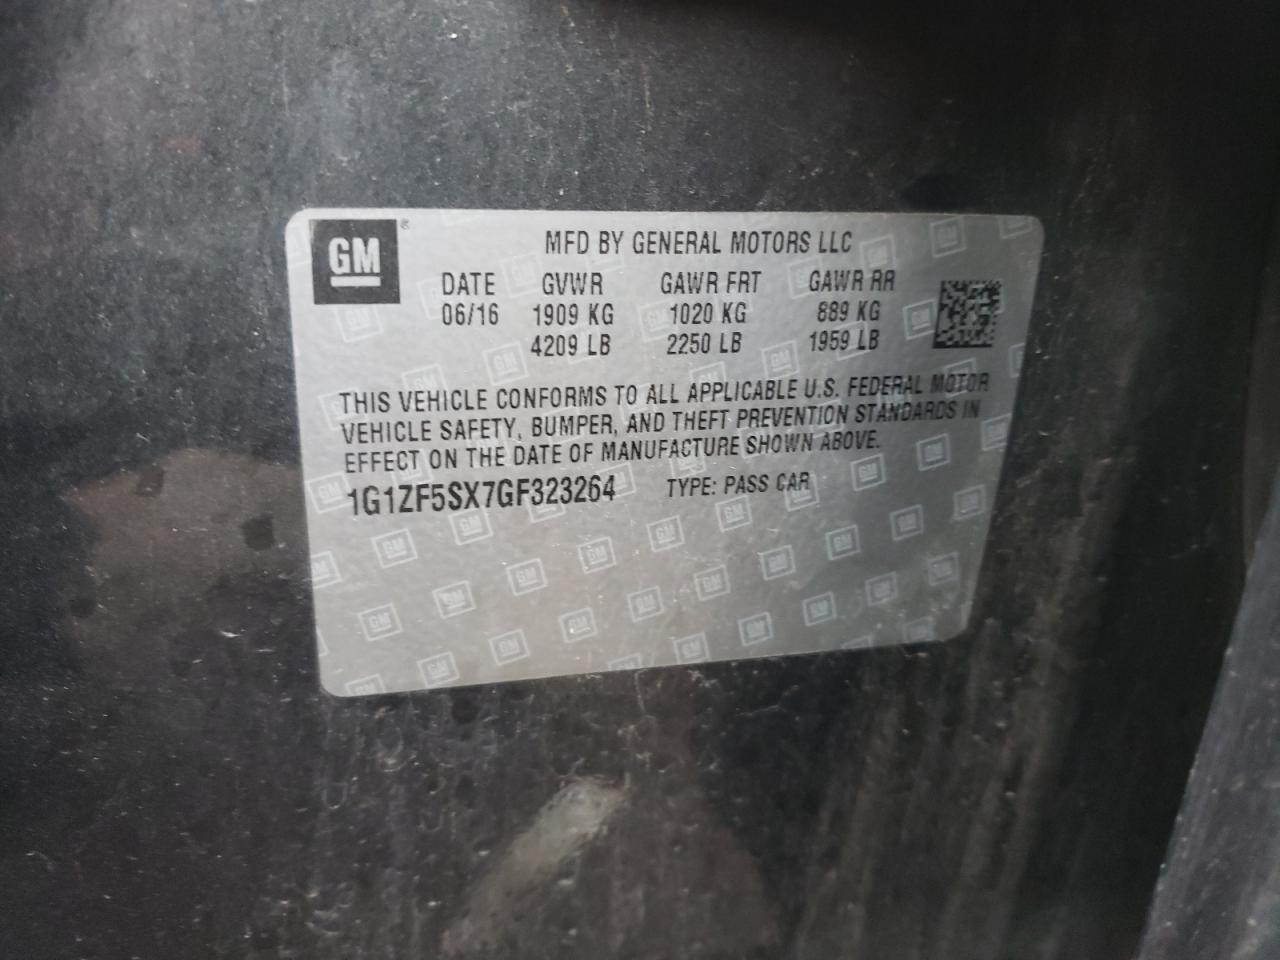 GM®
MFD BY GENERAL MOTORS LLC
DATE GVWR GAWR FRT GAWR RR
06/16 1909 KG 1020 KG 889 KG
4209 LB 2250 LB 1959 LB
THIS VEHICLE CONFORMS TO ALL APPLICABLE U.S. FEDERAL MOTOR
VEHICLE SAFETY, BUMPER, AND THEFT PREVENTION STANDARDS IN
EFFECT ON THE DATE OF MANUFACTURE SHOWN ABOVE.
1G1ZF5SX7GF323264 TYPE: PASS CAR